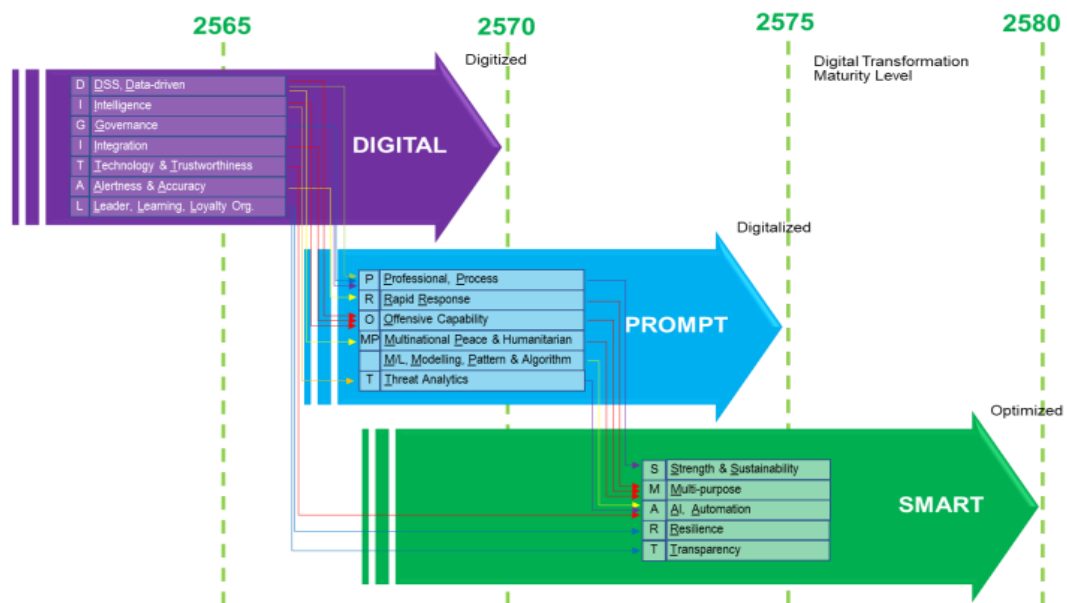 2565
2570
2575
2580
Digitized
Digital Transformation
Maturity Level
D DSS, Data-driven
I Intelligence
G Governance
I Integration
T Technology & Trustworthiness
A Alertness & Accuracy
L Leader, Learning, Loyalty Org.
DIGITAL
Digitalized
P Professional, Process
R Rapid Response
O Offensive Capability
MP Multinational Peace & Humanitarian
M/L, Modelling, Pattern & Algorithm
T Threat Analytics
PROMPT
Optimized
S Strength & Sustainability
M Multi-purpose
A AI, Automation
R Resilience
T Transparency
SMART